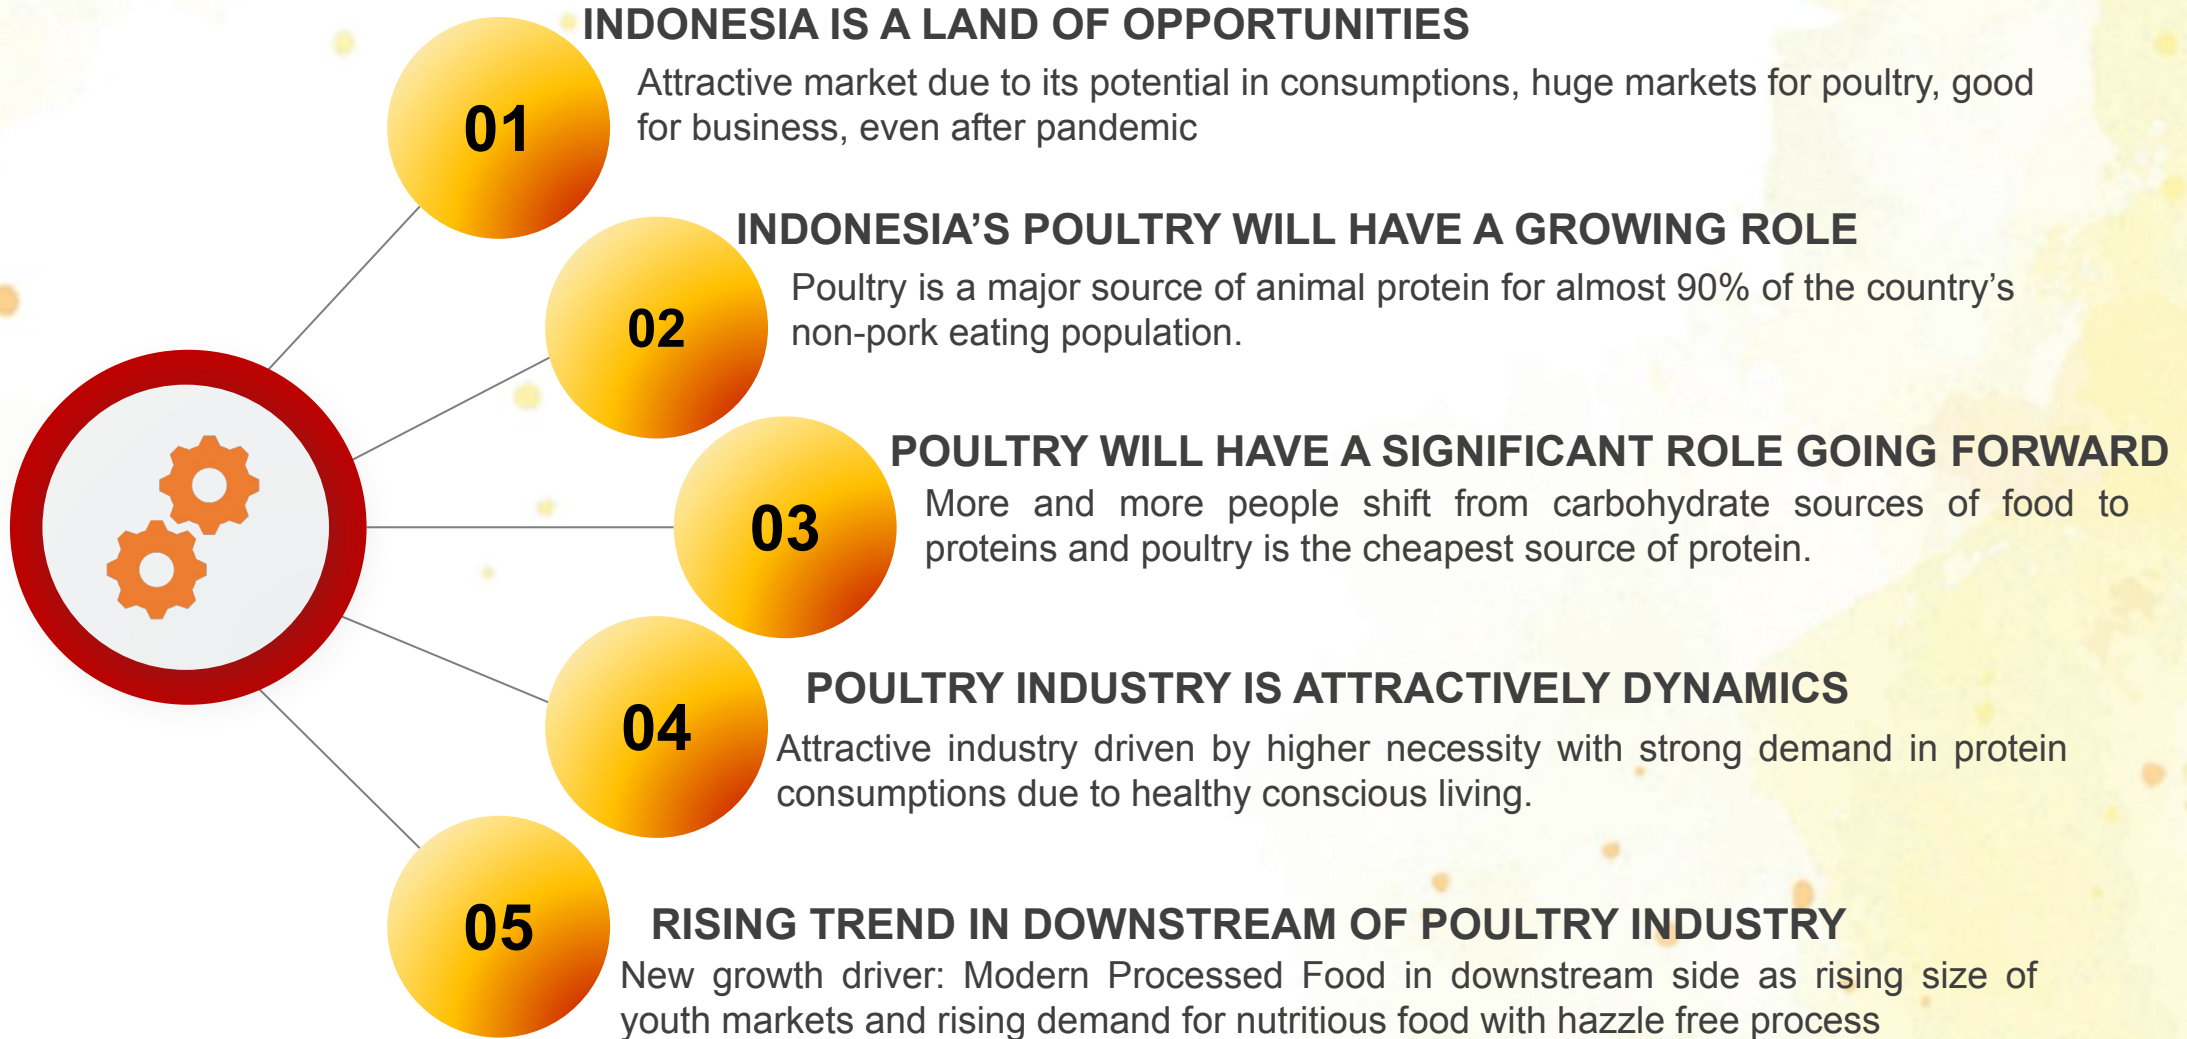 01
INDONESIA IS A LAND OF OPPORTUNITIES
Attractive market due to its potential in consumptions, huge markets for poultry, good
for business, even after pandemic
02
INDONESIA’S POULTRY WILL HAVE A GROWING ROLE
Poultry is a major source of animal protein for almost 90% of the country’s
non-pork eating population.
03
POULTRY WILL HAVE A SIGNIFICANT ROLE GOING FORWARD
More and more people shift from carbohydrate sources of food to
proteins and poultry is the cheapest source of protein.
04
POULTRY INDUSTRY IS ATTRACTIVELY DYNAMICS
Attractive industry driven by higher necessity with strong demand in protein
consumptions due to healthy conscious living.
05
RISING TREND IN DOWNSTREAM OF POULTRY INDUSTRY
New growth driver: Modern Processed Food in downstream side as rising size of
youth markets and rising demand for nutritious food with hazzle free process